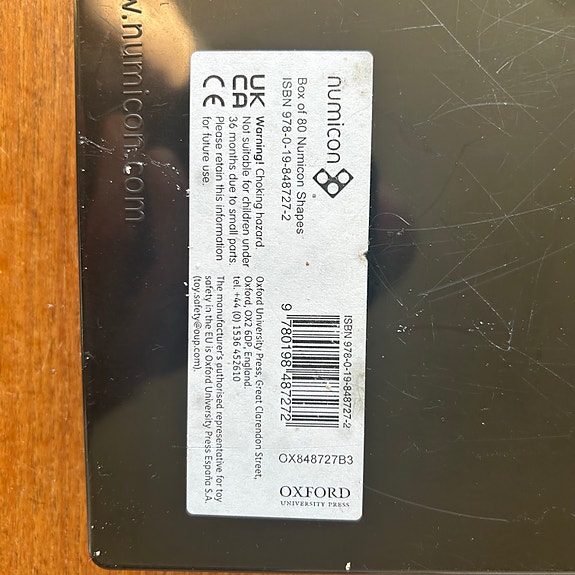 w.numicon.com
numicon
Box of 80 Numicon Shapes
ISBN 978-0-19-848727-2
UK
CA
CE
Warning! Choking hazard
Not suitable for children under
36 months due to small parts.
Please retain this information
for future use.
ISBN 978-0-19-848727-2
9 780198 487272
OX848727B3
OXFORD
UNIVERSITY PRESS
Oxford University Press, Great Clarendon Street,
Oxford, OX2 6DP, England.
tel. +44 (0) 1536 452610
The manufacturer's authorised representative for toy
safety in the EU is Oxford University Press España S.A.
(toy.safety@oup.com).